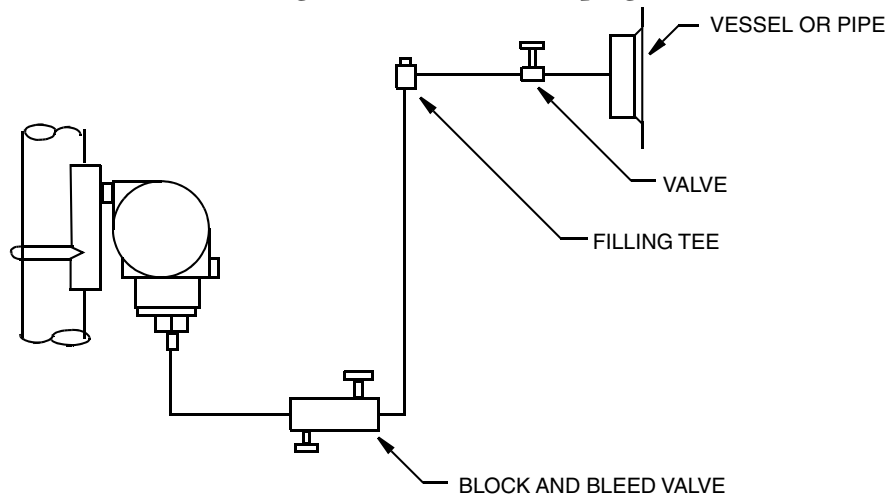 VESSEL OR PIPE
VALVE
FILLING TEE
BLOCK AND BLEED VALVE